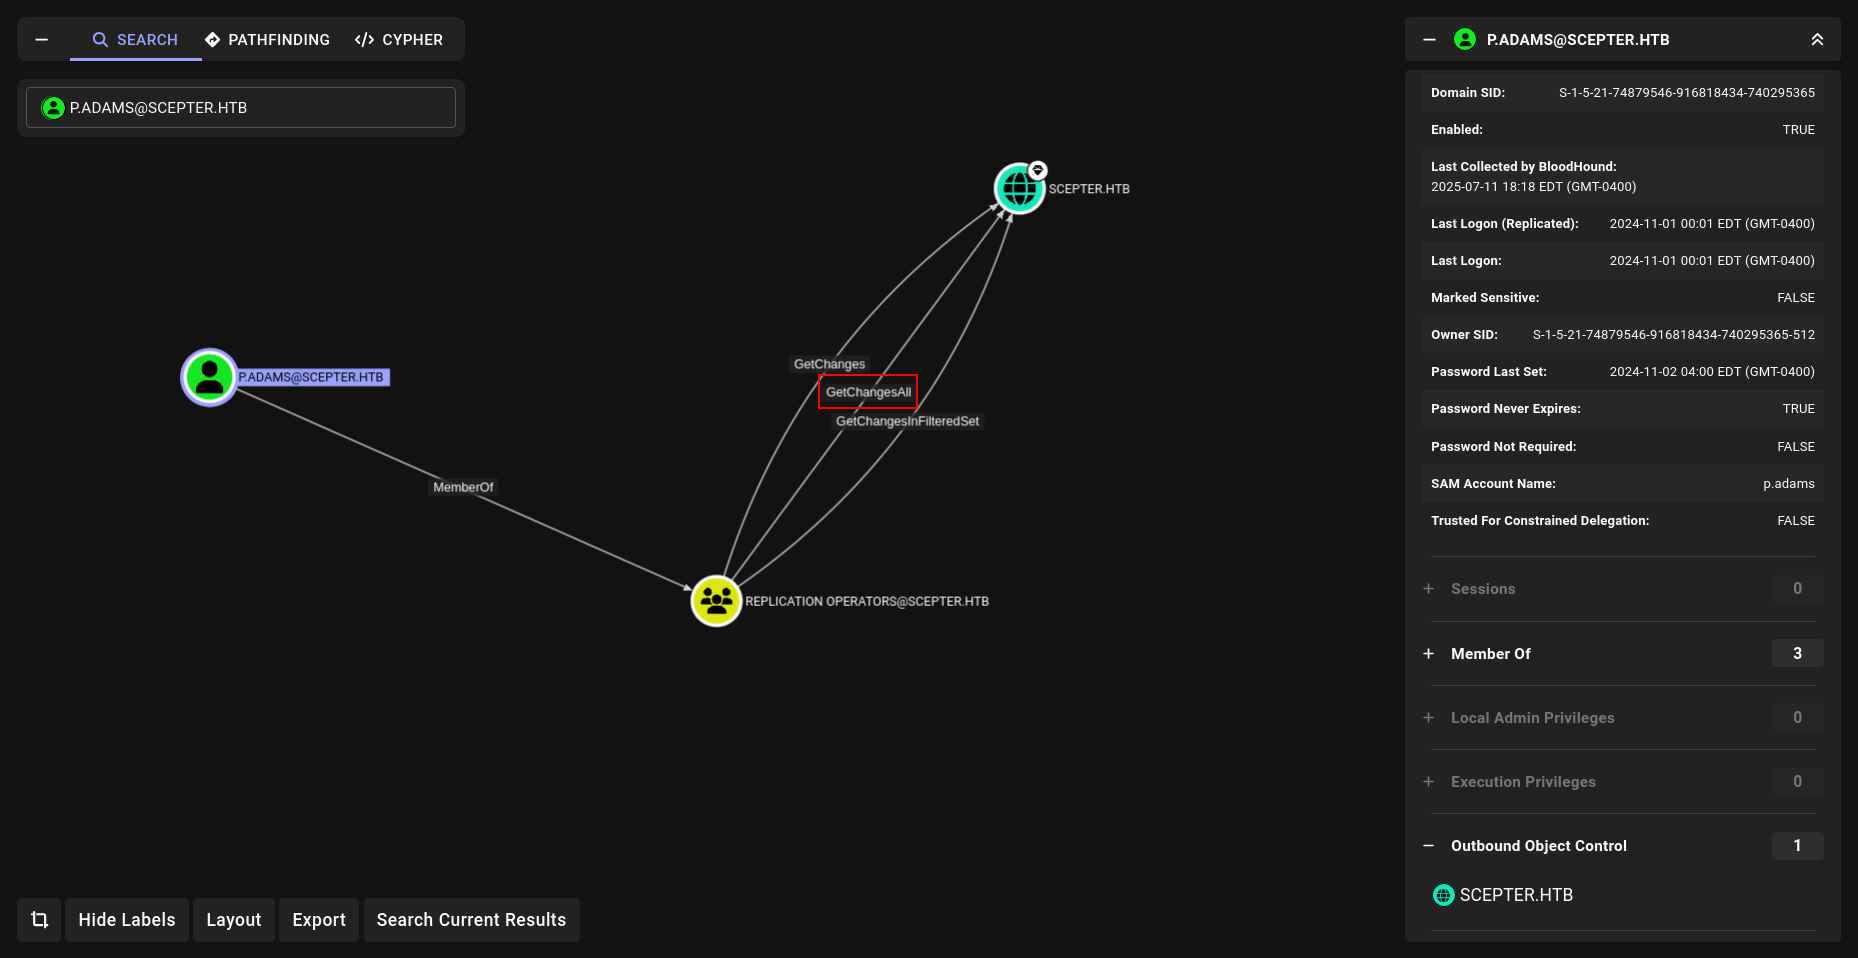 SEARCH
PATHFINDING
CYPHER
P.ADAMS@SCEPTER.HTB
SCEPTER.HTB
P.ADAMS@SCEPTER.HTB
GetChanges
GetChangesAll
GetChangesInFilteredSet
MemberOf
REPLICATION OPERATORS@SCEPTER.HTB
Hide Labels
Layout
Export
Search Current Results
P.ADAMS@SCEPTER.HTB
Domain SID: S-1-5-21-74879546-916818434-740295365
Enabled: TRUE
Last Collected by BloodHound:
2025-07-11 18:18 EDT (GMT-0400)
Last Logon (Replicated): 2024-11-01 00:01 EDT (GMT-0400)
Last Logon: 2024-11-01 00:01 EDT (GMT-0400)
Marked Sensitive: FALSE
Owner SID: S-1-5-21-74879546-916818434-740295365-512
Password Last Set: 2024-11-02 04:00 EDT (GMT-0400)
Password Never Expires: TRUE
Password Not Required: FALSE
SAM Account Name: p.adams
Trusted For Constrained Delegation: FALSE
Sessions 0
Member Of 3
Local Admin Privileges 0
Execution Privileges 0
Outbound Object Control 1
SCEPTER.HTB